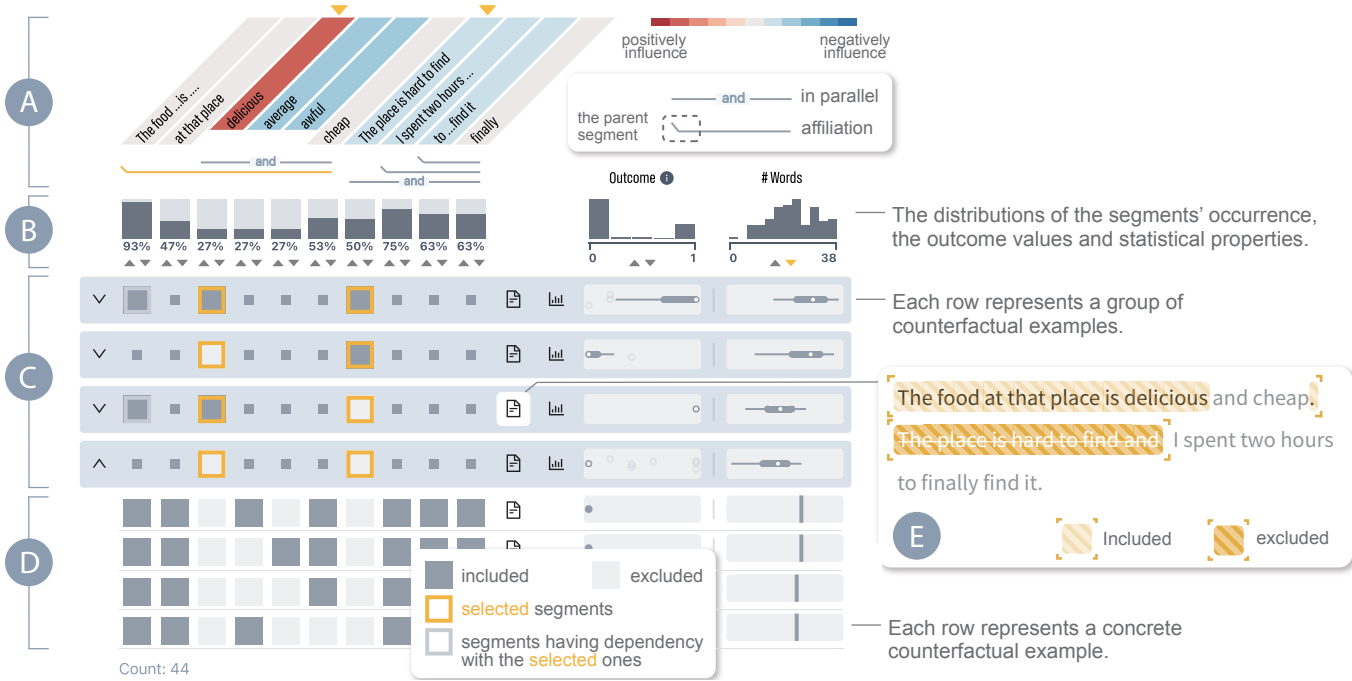 positively influence
negatively influence
A
The food ...is ....
at that place
delicious
average
awful
cheap
The place is hard to find
I spent two hours ...
to ...find it
finally
and
in parallel
the parent segment
affiliation
and
and
B
93% 47% 27% 27% 27% 53% 50% 75% 63% 63%
Outcome i
0 1
# Words
0 38
The distributions of the segments' occurrence,
the outcome values and statistical properties.
C
Each row represents a group of
counterfactual examples.
The food at that place is delicious and cheap.
The place is hard to find and I spent two hours
to finally find it.
E
Included
excluded
D
included
excluded
selected segments
segments having dependency
with the selected ones
Each row represents a concrete
counterfactual example.
Count: 44